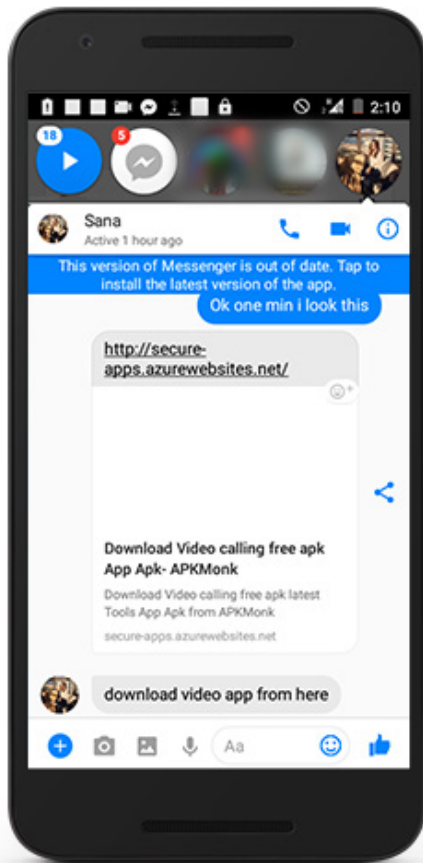 2:10
18
5
Sana
Active 1 hour ago
This version of Messenger is out of date. Tap to
install the latest version of the app.
Ok one min i look this
http://secure-
apps.azurewebsites.net/
Download Video calling free apk
App Apk- APKMonk
Download Video calling free apk latest
Tools App Apk from APKMonk
secure-apps.azurewebsites.net
download video app from here
Aa